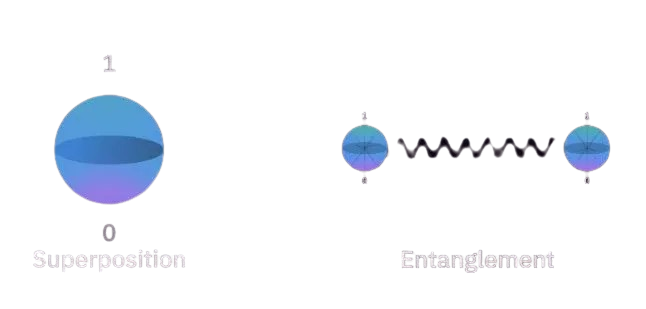 1
0
Superposition
Entanglement